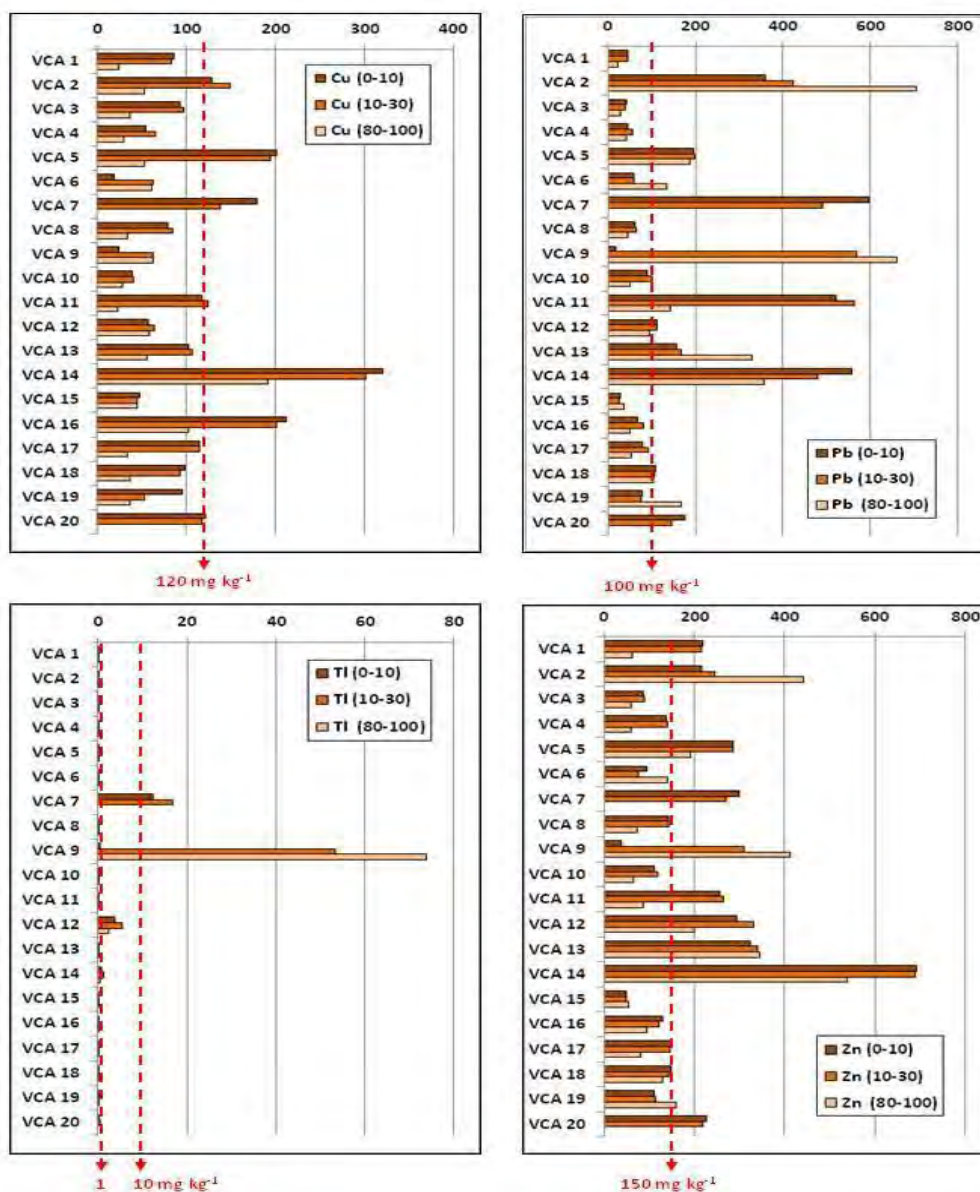 0 100 200 300 400
VCA 1
VCA 2
VCA 3
VCA 4
VCA 5
VCA 6
VCA 7
VCA 8
VCA 9
VCA 10
VCA 11
VCA 12
VCA 13
VCA 14
VCA 15
VCA 16
VCA 17
VCA 18
VCA 19
VCA 20
Cu (0-10)
Cu (10-30)
Cu (80-100)
120 mg kg⁻¹
0 200 400 600 800
VCA 1
VCA 2
VCA 3
VCA 4
VCA 5
VCA 6
VCA 7
VCA 8
VCA 9
VCA 10
VCA 11
VCA 12
VCA 13
VCA 14
VCA 15
VCA 16
VCA 17
VCA 18
VCA 19
VCA 20
Pb (0-10)
Pb (10-30)
Pb (80-100)
100 mg kg⁻¹
0 20 40 60 80
VCA 1
VCA 2
VCA 3
VCA 4
VCA 5
VCA 6
VCA 7
VCA 8
VCA 9
VCA 10
VCA 11
VCA 12
VCA 13
VCA 14
VCA 15
VCA 16
VCA 17
VCA 18
VCA 19
VCA 20
Tl (0-10)
Tl (10-30)
Tl (80-100)
1 10 mg kg⁻¹
0 200 400 600 800
VCA 1
VCA 2
VCA 3
VCA 4
VCA 5
VCA 6
VCA 7
VCA 8
VCA 9
VCA 10
VCA 11
VCA 12
VCA 13
VCA 14
VCA 15
VCA 16
VCA 17
VCA 18
VCA 19
VCA 20
Zn (0-10)
Zn (10-30)
Zn (80-100)
150 mg kg⁻¹